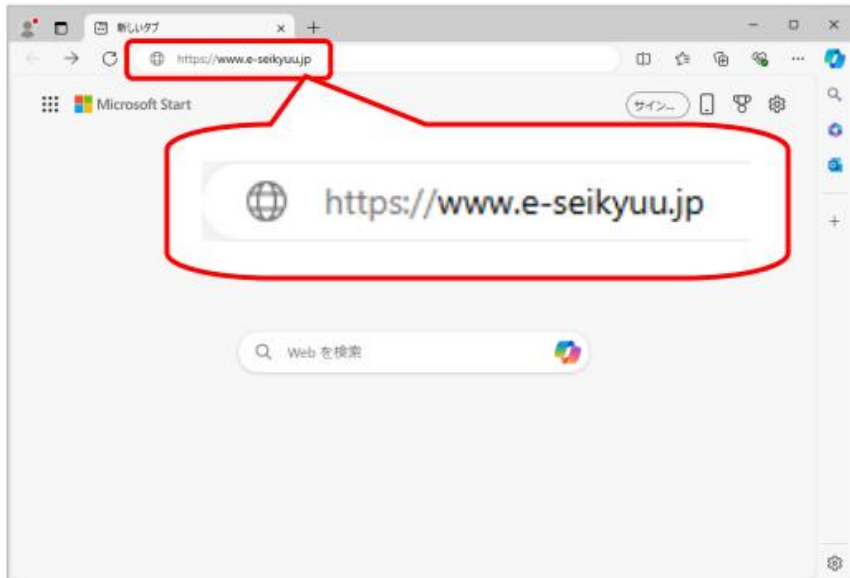 新しいタブ
https://www.e-seikyuu.jp
Microsoft Start
サイン...
https://www.e-seikyuu.jp
Web を検索